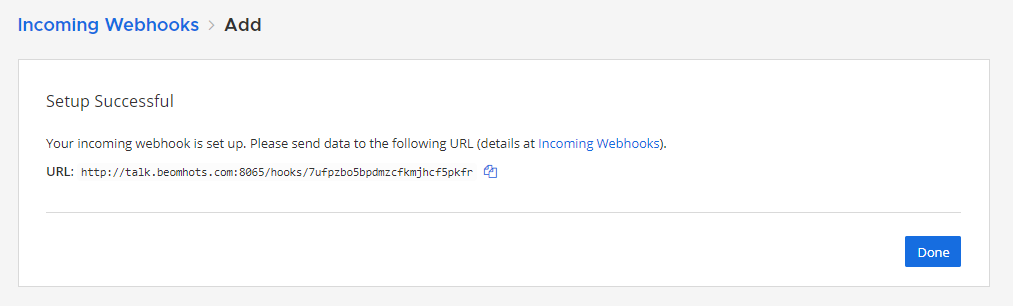 Incoming Webhooks > Add
Setup Successful
Your incoming webhook is set up. Please send data to the following URL (details at Incoming Webhooks).
URL: http://talk.beomhots.com:8065/hooks/7ufpzbo5bpdmzcfkmjhcf5pkfr
Done